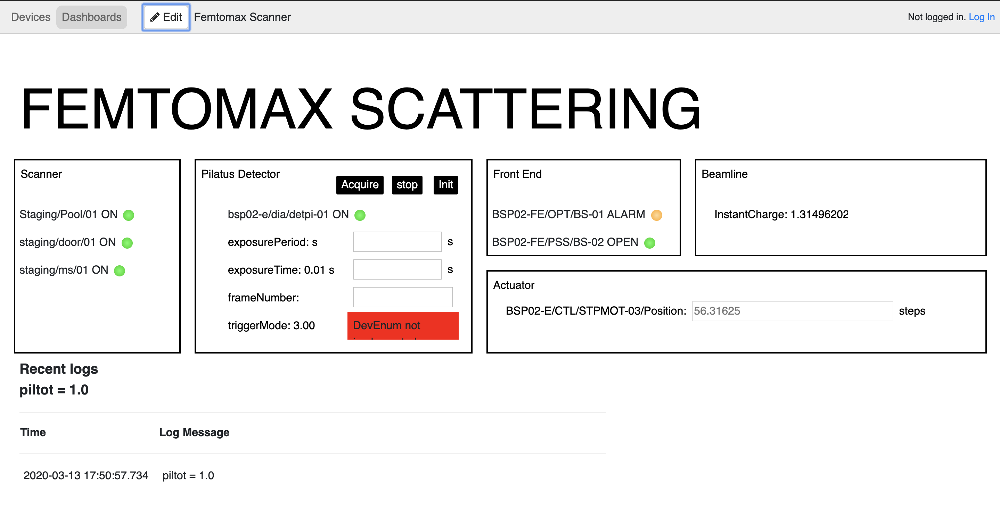 Devices Dashboards Edit Femtomax Scanner Not logged in. Log In
FEMTOMAX SCATTERING
Scanner
Staging/Pool/01 ON
staging/door/01 ON
staging/ms/01 ON
Pilatus Detector
Acquire stop Init
bsp02-e/dia/detpi-01 ON
exposurePeriod: s s
exposureTime: 0.01 s s
frameNumber:
triggerMode: 3.00 DevEnum not
Front End
BSP02-FE/OPT/BS-01 ALARM
BSP02-FE/PSS/BS-02 OPEN
Beamline
InstantCharge: 1.31496202
Actuator
BSP02-E/CTL/STPMOT-03/Position: 56.31625 steps
Recent logs
piltot = 1.0
Time Log Message
2020-03-13 17:50:57.734 piltot = 1.0